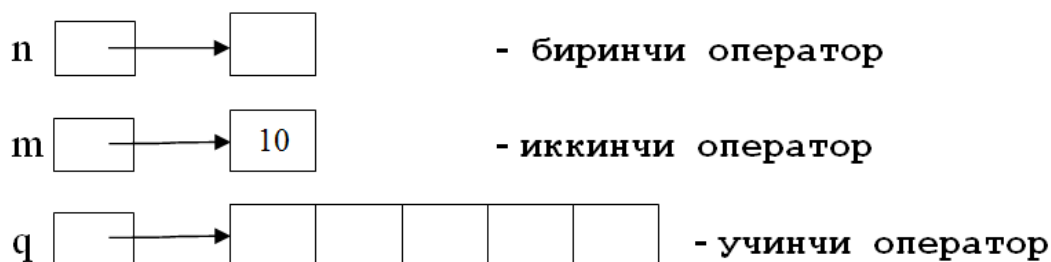 n - биринчи оператор
m 10 - иккинчи оператор
q - учинчи оператор